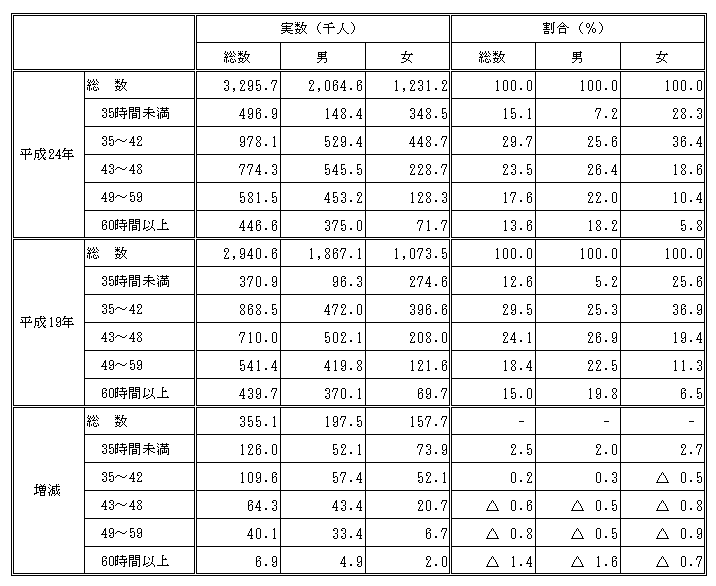 実数（千人） 割合（％）
総数 男 女 総数 男 女
平成24年
総　数 3,295.7 2,064.6 1,231.2 100.0 100.0 100.0
35時間未満 496.9 148.4 348.5 15.1 7.2 28.3
35～42 978.1 529.4 448.7 29.7 25.6 36.4
43～48 774.3 545.5 228.7 23.5 26.4 18.6
49～59 581.5 453.2 128.3 17.6 22.0 10.4
60時間以上 446.6 375.0 71.7 13.6 18.2 5.8
平成19年
総　数 2,940.6 1,867.1 1,073.5 100.0 100.0 100.0
35時間未満 370.9 96.3 274.6 12.6 5.2 25.6
35～42 868.5 472.0 396.6 29.5 25.3 36.9
43～48 710.0 502.1 208.0 24.1 26.9 19.4
49～59 541.4 419.8 121.6 18.4 22.5 11.3
60時間以上 439.7 370.1 69.7 15.0 19.8 6.5
増減
総　数 355.1 197.5 157.7 - - -
35時間未満 126.0 52.1 73.9 2.5 2.0 2.7
35～42 109.6 57.4 52.1 0.2 0.3 △ 0.5
43～48 64.3 43.4 20.7 △ 0.6 △ 0.5 △ 0.8
49～59 40.1 33.4 6.7 △ 0.8 △ 0.5 △ 0.9
60時間以上 6.9 4.9 2.0 △ 1.4 △ 1.6 △ 0.7